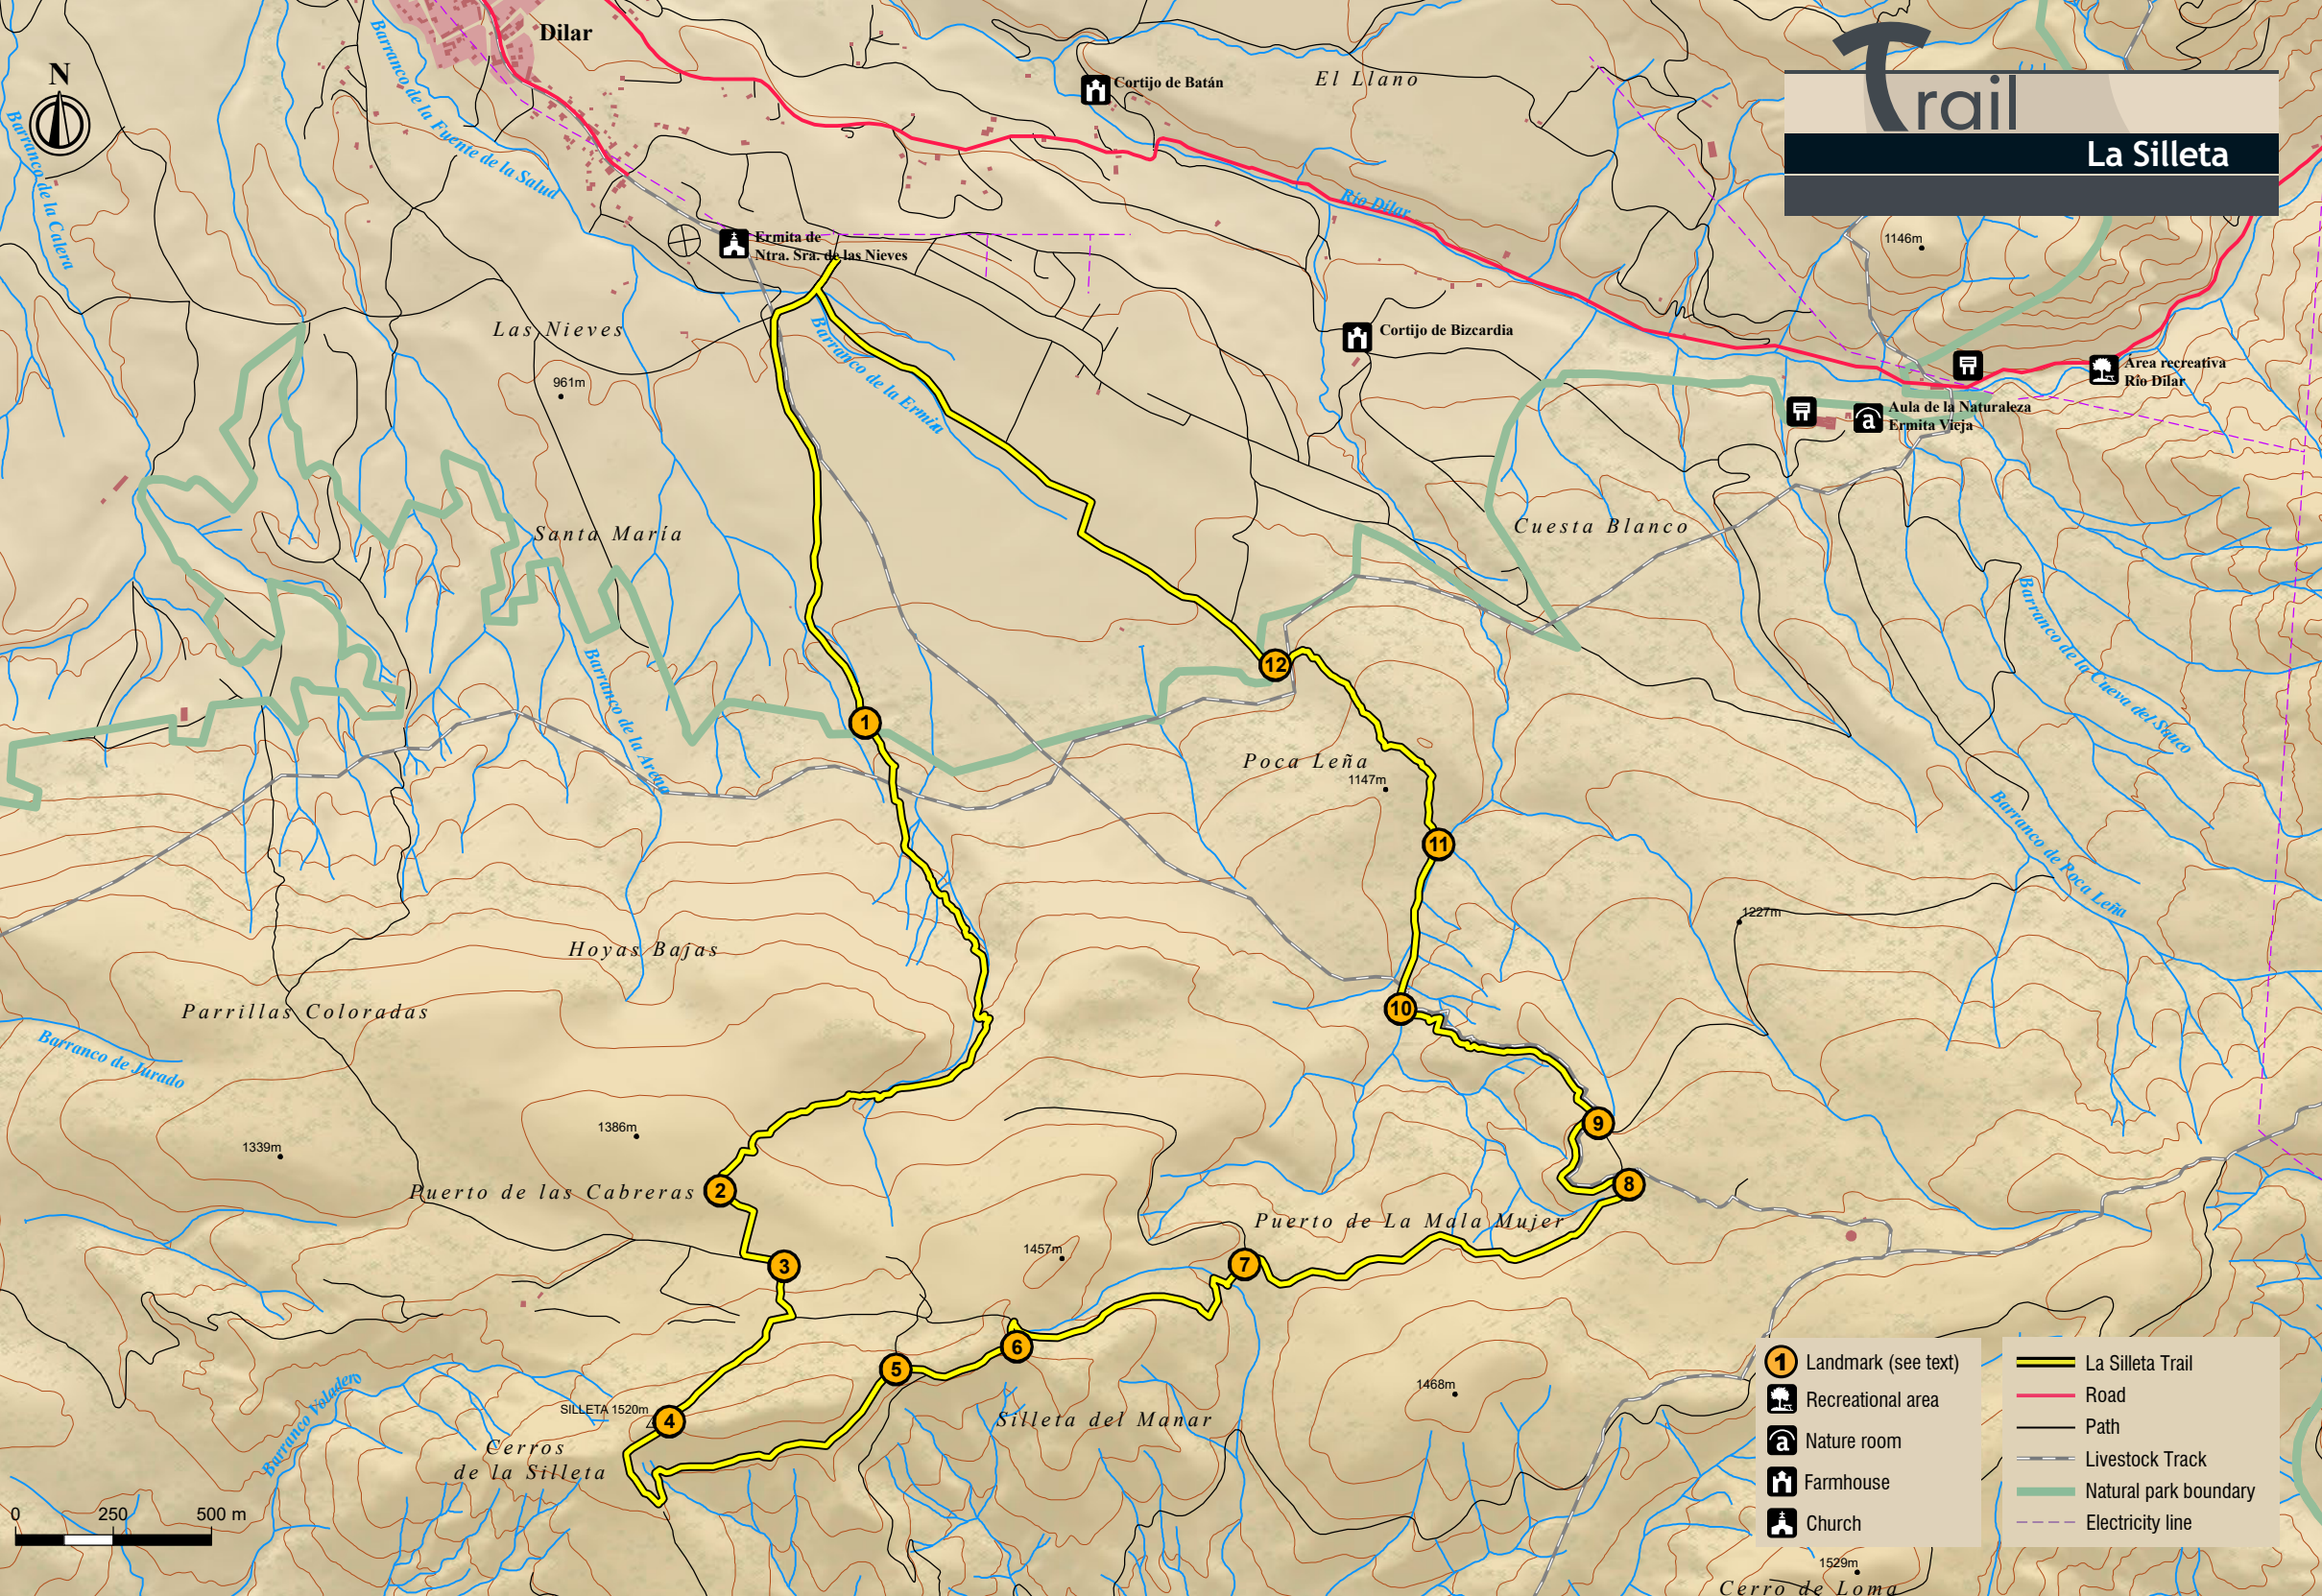 Dilar
N
Trail
La Silleta
Cortijo de Batán
El Llano
Barranco de la Fuente de la Salud
Barranco de la Calera
Río Dilar
Ermita de
Ntra. Sra. de las Nieves
1146m
Las Nieves
961m
Barranco de la Ermita
Cortijo de Bizcardia
Área recreativa
Río Dilar
Aula de la Naturaleza
Ermita Vieja
Santa María
Cuesta Blanco
Barranco de la Cueva del Sauco
Barranco de la Arena
12
1
Poca Leña
1147m
11
Barranco de Poca Leña
1227m
Hoyas Bajas
Parrillas Coloradas
10
Barranco de Jurado
1386m
1339m
9
Puerto de las Cabreras
2
8
Puerto de La Mala Mujer
1457m
3
7
6
5
1468m
SILLETA 1520m
4
Silleta del Manar
Barranco Voladero
Cerros
de la Silleta
0 250 500 m
1 Landmark (see text)
Recreational area
a Nature room
Farmhouse
Church
La Silleta Trail
Road
Path
Livestock Track
Natural park boundary
Electricity line
1529m
Cerro de Loma